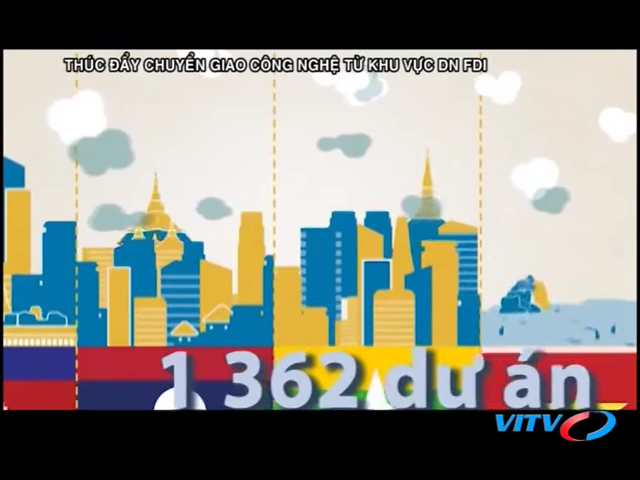 THÚC ĐẨY CHUYỂN GIAO CÔNG NGHỆ TỪ KHU VỰC DN FDI
1 362 dự án
VITV